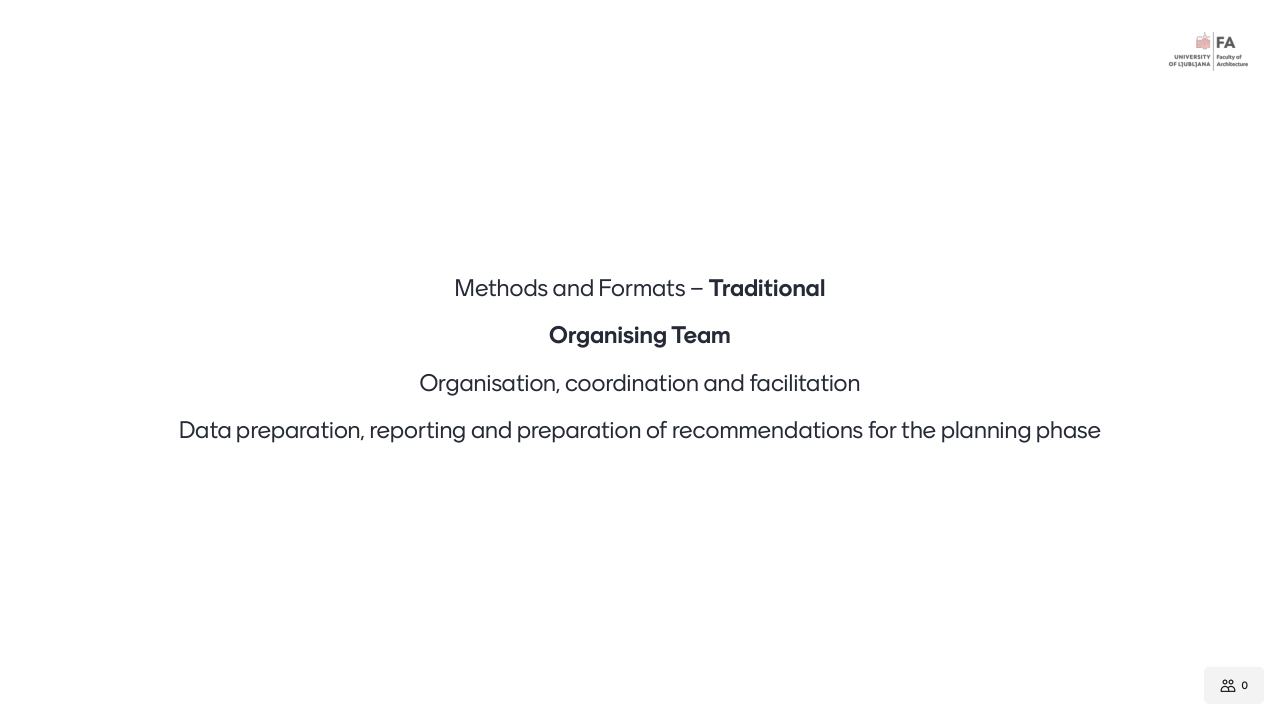 FA
UNIVERSITY
OF LJUBLJANA
Faculty of
Architecture
Methods and Formats – Traditional
Organising Team
Organisation, coordination and facilitation
Data preparation, reporting and preparation of recommendations for the planning phase
0